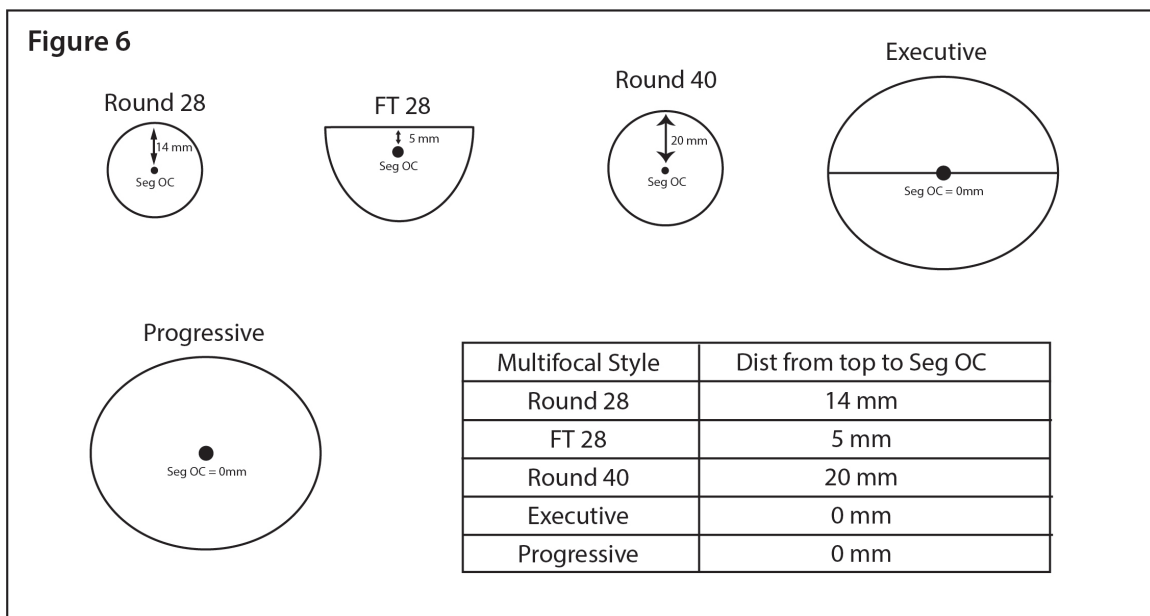 Figure 6
Executive
Round 40
Round 28
FT 28
14 mm
Seg OC
5 mm
Seg OC
20 mm
Seg OC
Seg OC = 0mm
Progressive
Seg OC = 0mm
Multifocal Style Dist from top to Seg OC
Round 28 14 mm
FT 28 5 mm
Round 40 20 mm
Executive 0 mm
Progressive 0 mm